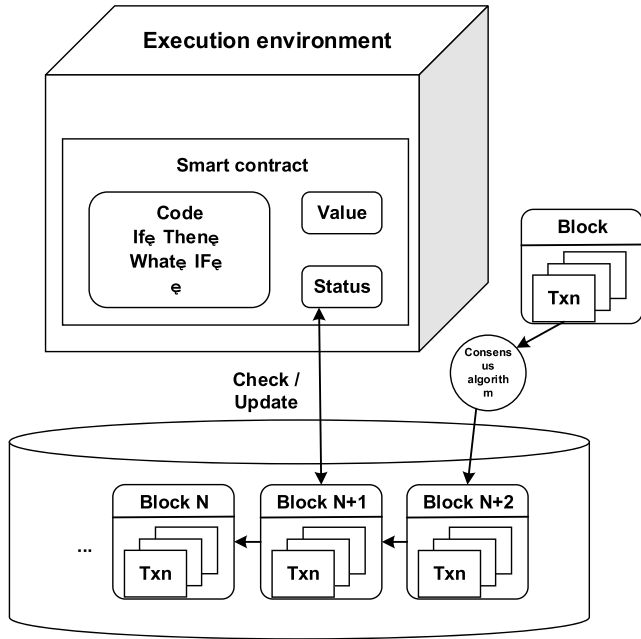 Execution environment
Smart contract
Code
Ifȩ Thenȩ
Whatȩ IFȩ
ȩ
Value
Status
Block
Txn
Consens
us
algorith
m
Check /
Update
Block N
Block N+1
Block N+2
...
Txn
Txn
Txn